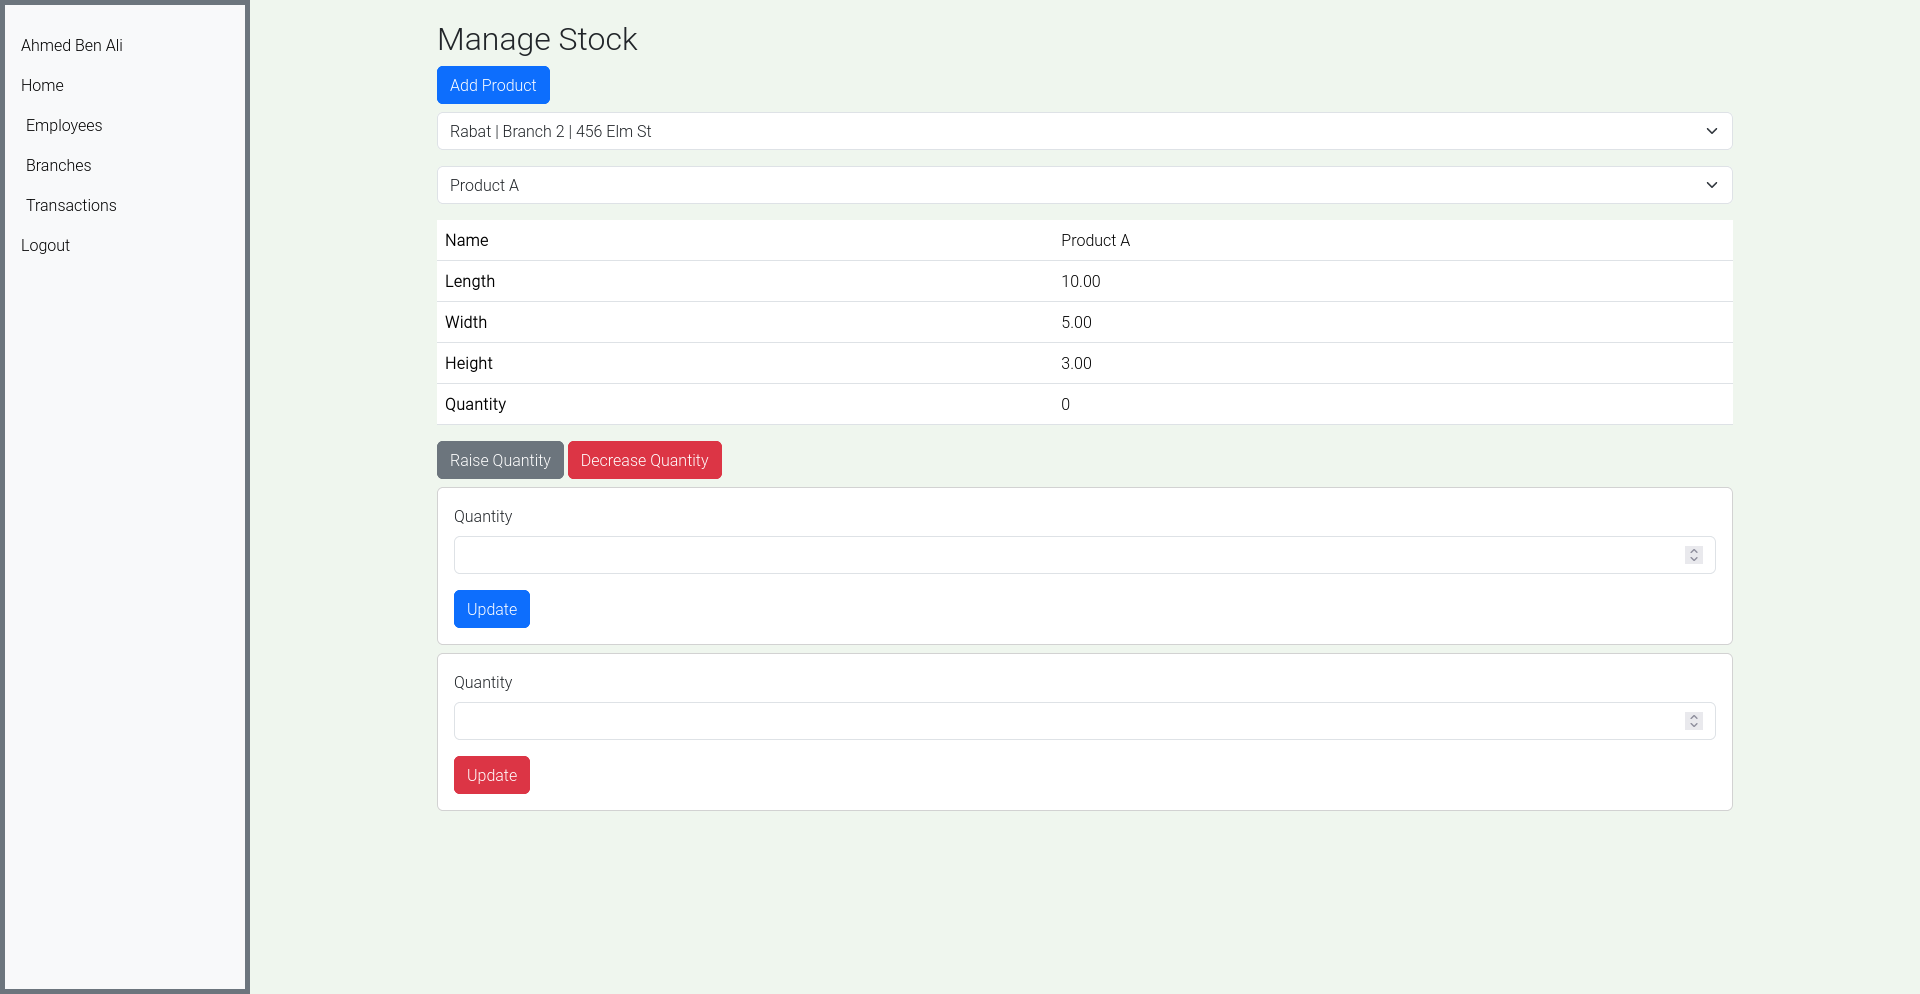 Ahmed Ben Ali
Home
Employees
Branches
Transactions
Logout
Manage Stock
Add Product
Rabat | Branch 2 | 456 Elm St
Product A
Name Product A
Length 10.00
Width 5.00
Height 3.00
Quantity 0
Raise Quantity Decrease Quantity
Quantity
Update
Quantity
Update